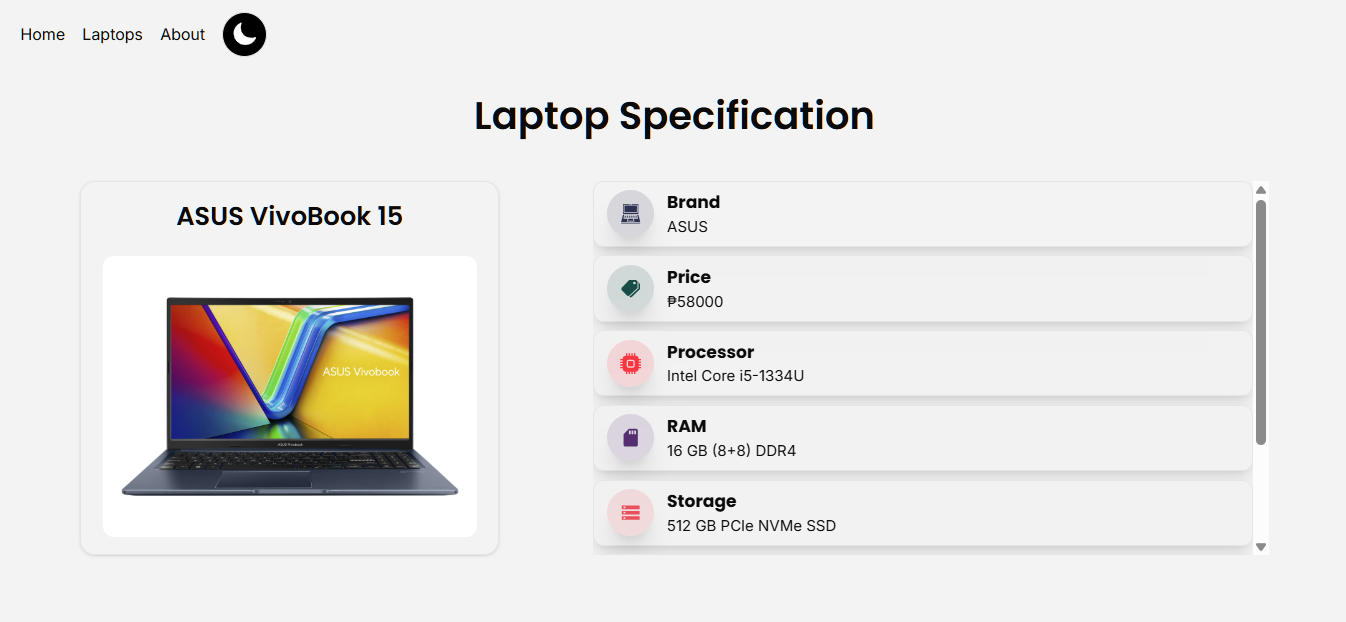 Home Laptops About
Laptop Specification
ASUS VivoBook 15
ASUS Vivobook
Brand
ASUS
Price
₱58000
Processor
Intel Core i5-1334U
RAM
16 GB (8+8) DDR4
Storage
512 GB PCIe NVMe SSD